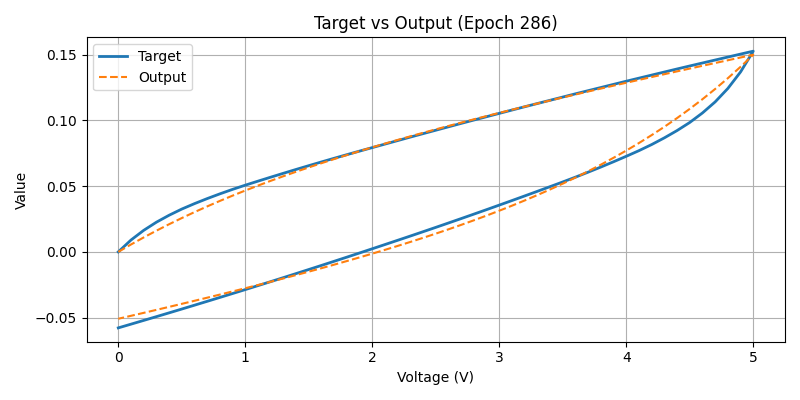 Target vs Output (Epoch 286)
Target
Output
0.15
0.10
0.05
0.00
−0.05
Value
0 1 2 3 4 5
Voltage (V)